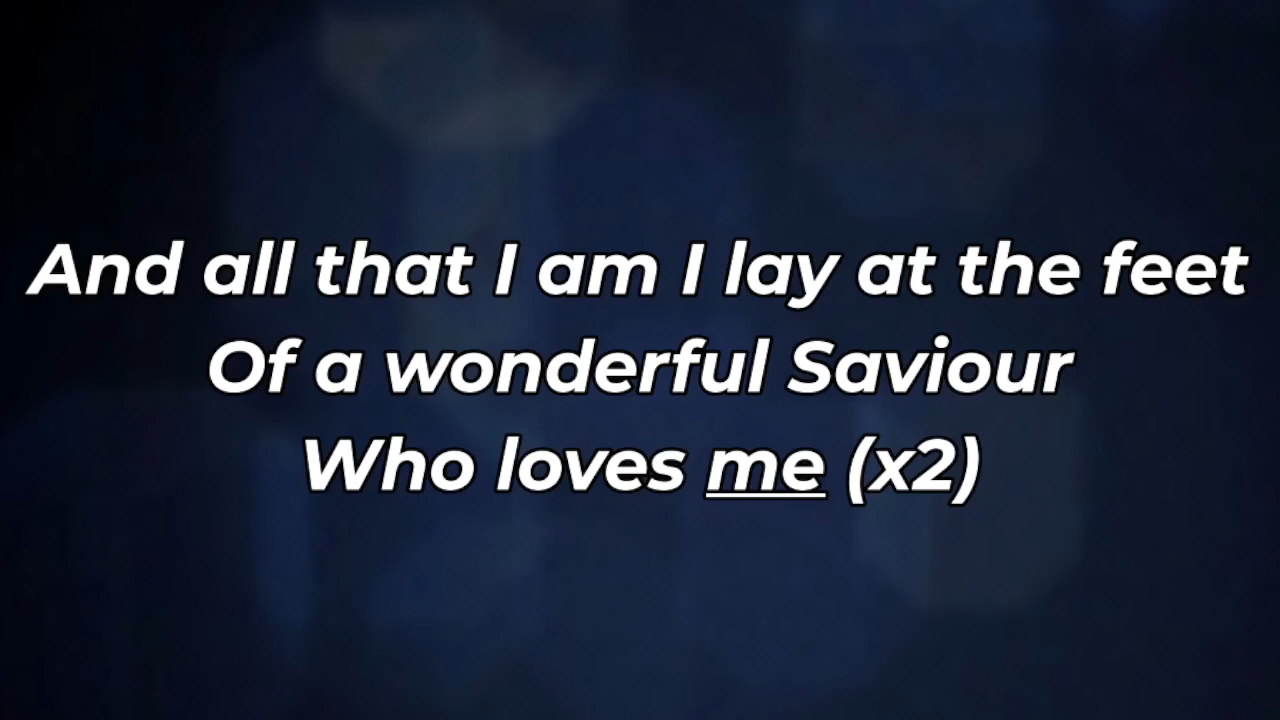 And all that I am I lay at the feet
Of a wonderful Saviour
Who loves me (x2)